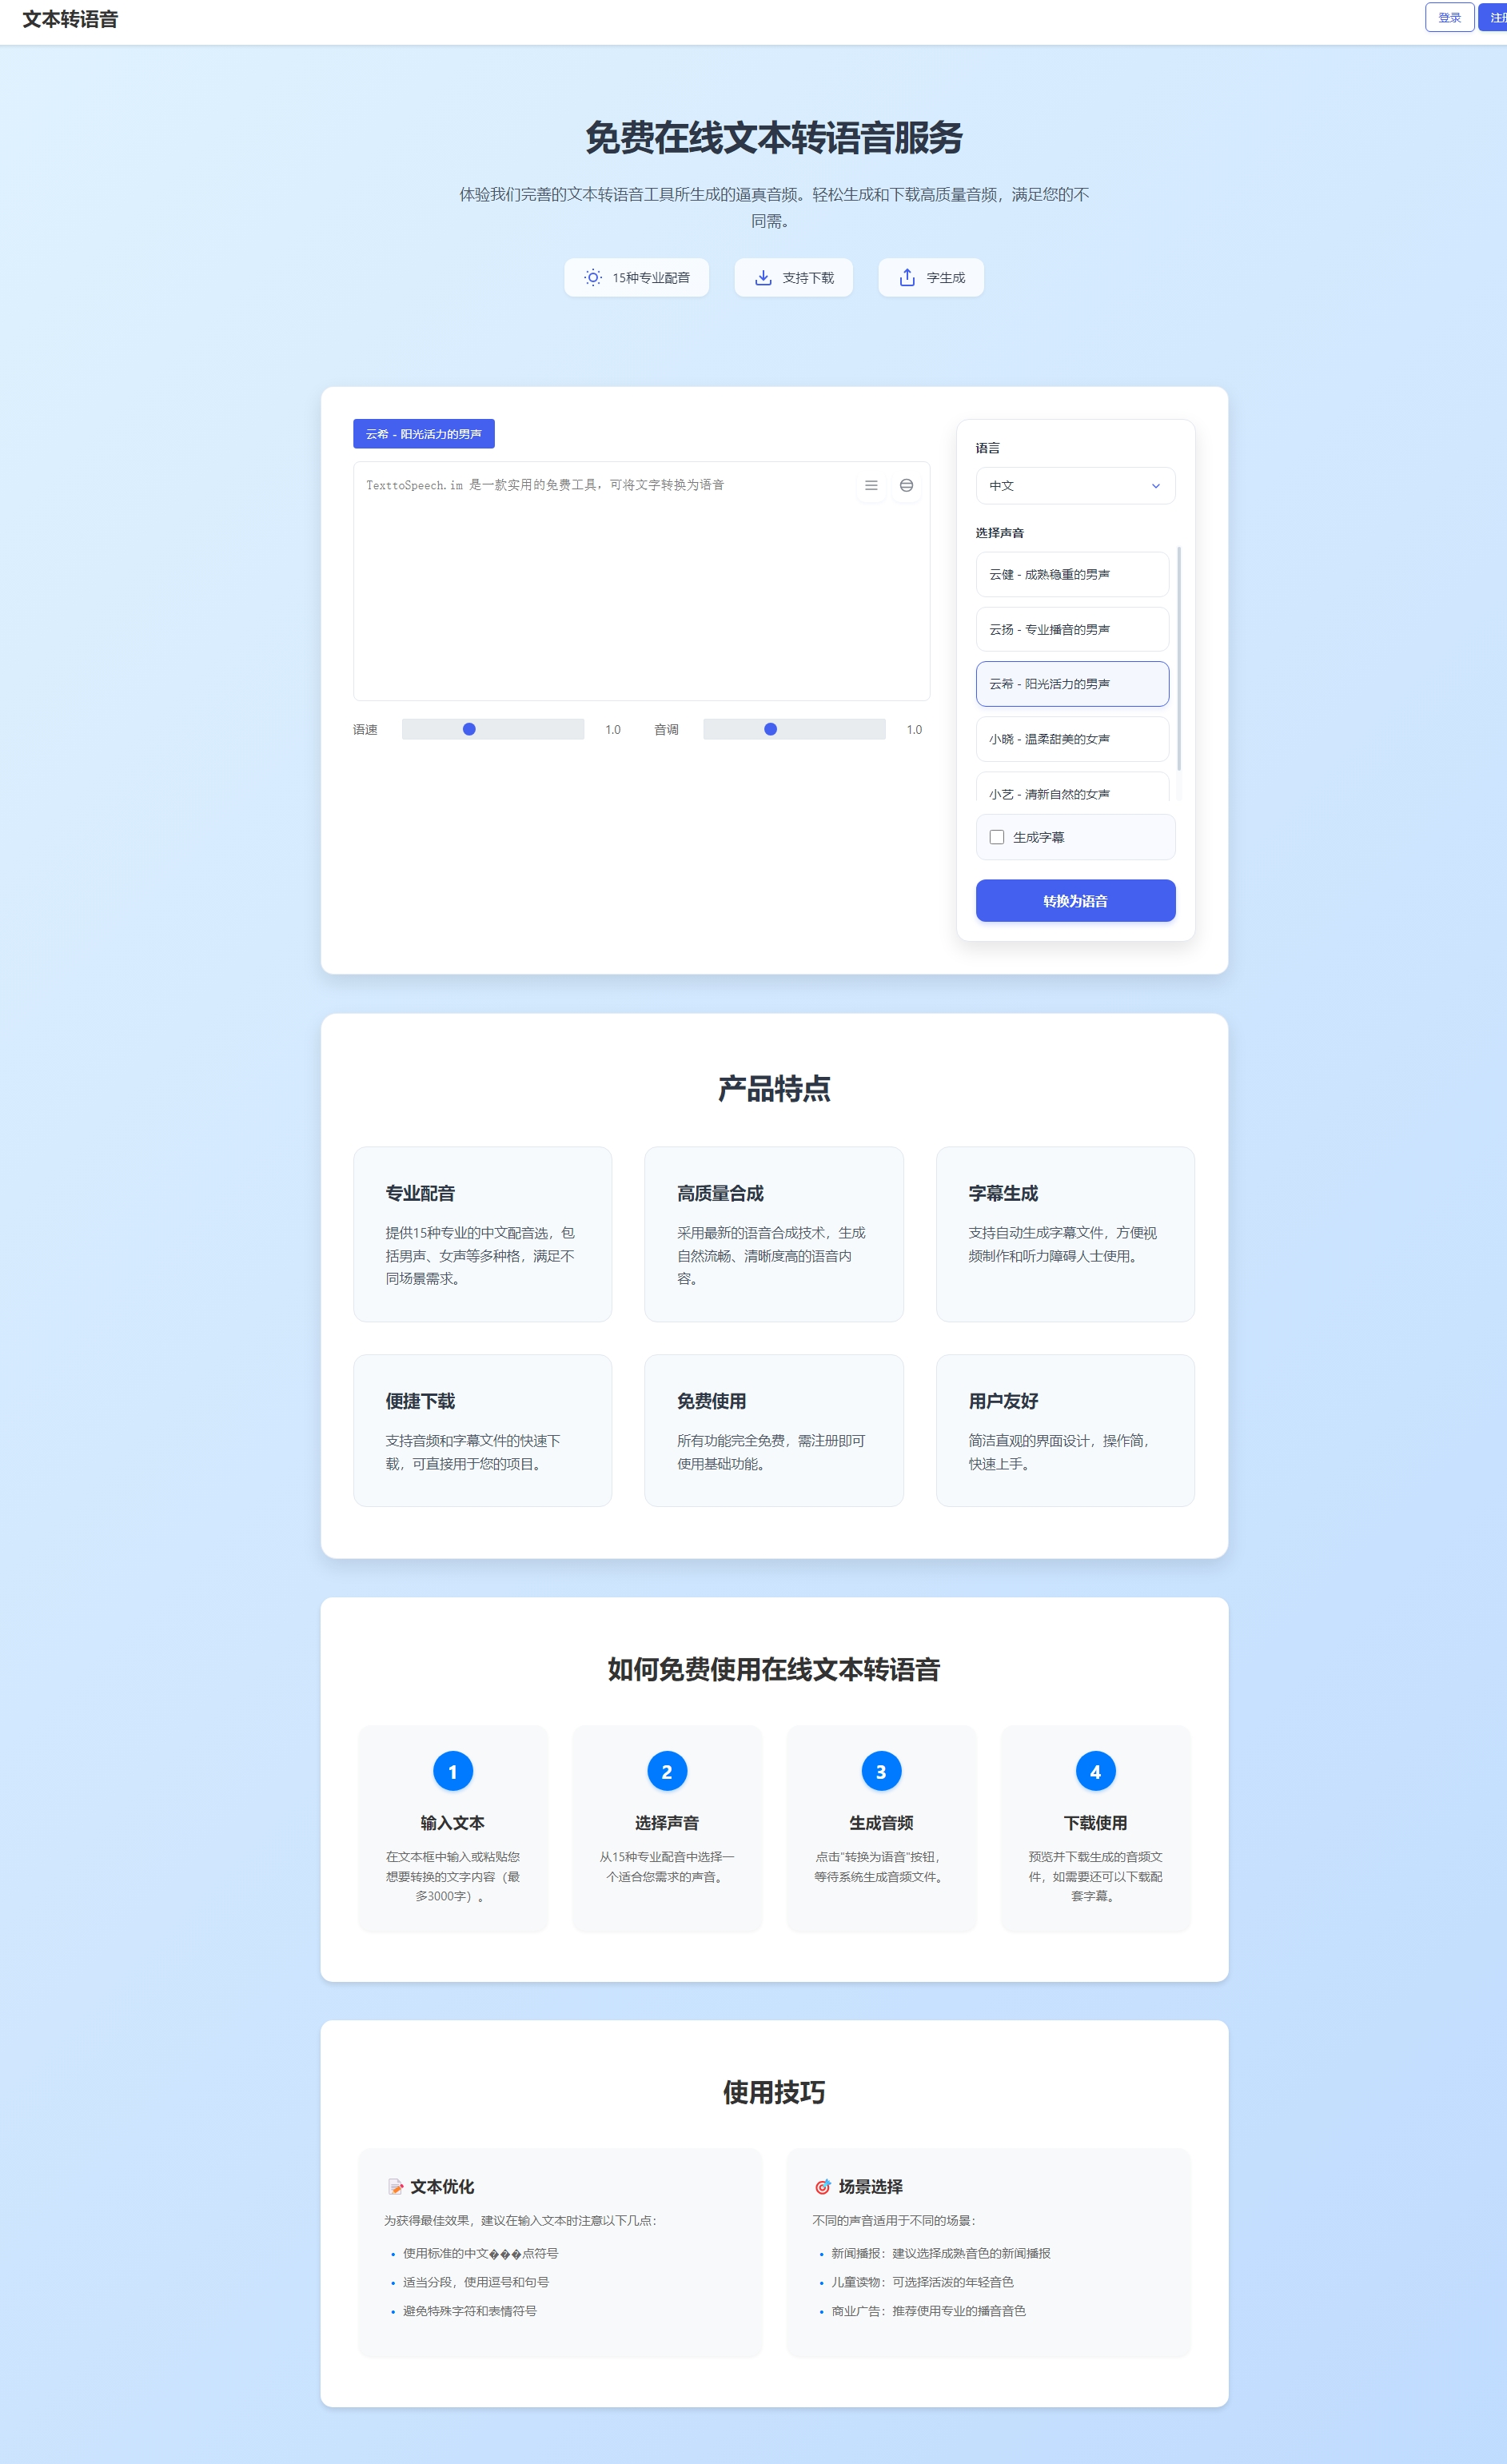 文本转语音
登录
免费在线文本转语音服务
体验我们完善的文本转语音工具所生成的逼真音频。轻松生成和下载高质量音频，满足您的不
同需。
15种专业配音
支持下载
字生成
云希 - 阳光活力的男声
TexttoSpeech.im 是一款实用的免费工具，可将文字转换为语音
语速
1.0
音调
1.0
语言
中文
选择声音
云健 - 成熟稳重的男声
云扬 - 专业播音的男声
云希 - 阳光活力的男声
小晓 - 温柔甜美的女声
小艺 - 清新自然的女声
生成字幕
转换为语音
产品特点
专业配音
提供15种专业的中文配音选，包
括男声、女声等多种格，满足不
同场景需求。
高质量合成
采用最新的语音合成技术，生成
自然流畅、清晰度高的语音内
容。
字幕生成
支持自动生成字幕文件，方便视
频制作和听力障碍人士使用。
便捷下载
支持音频和字幕文件的快速下
载，可直接用于您的项目。
免费使用
所有功能完全免费，需注册即可
使用基础功能。
用户友好
简洁直观的界面设计，操作简，
快速上手。
如何免费使用在线文本转语音
1
输入文本
在文本框中输入或粘贴您
想要转换的文字内容（最
多3000字）。
2
选择声音
从15种专业配音中选择一
个适合您需求的声音。
3
生成音频
点击"转换为语音"按钮，
等待系统生成音频文件。
4
下载使用
预览并下载生成的音频文
件，如需要还可以下载配
套字幕。
使用技巧
📝 文本优化
为获得最佳效果，建议在输入文本时注意以下几点：
• 使用标准的中文���点符号
• 适当分段，使用逗号和句号
• 避免特殊字符和表情符号
🎯 场景选择
不同的声音适用于不同的场景：
• 新闻播报：建议选择成熟音色的新闻播报
• 儿童读物：可选择活泼的年轻音色
• 商业广告：推荐使用专业的播音音色